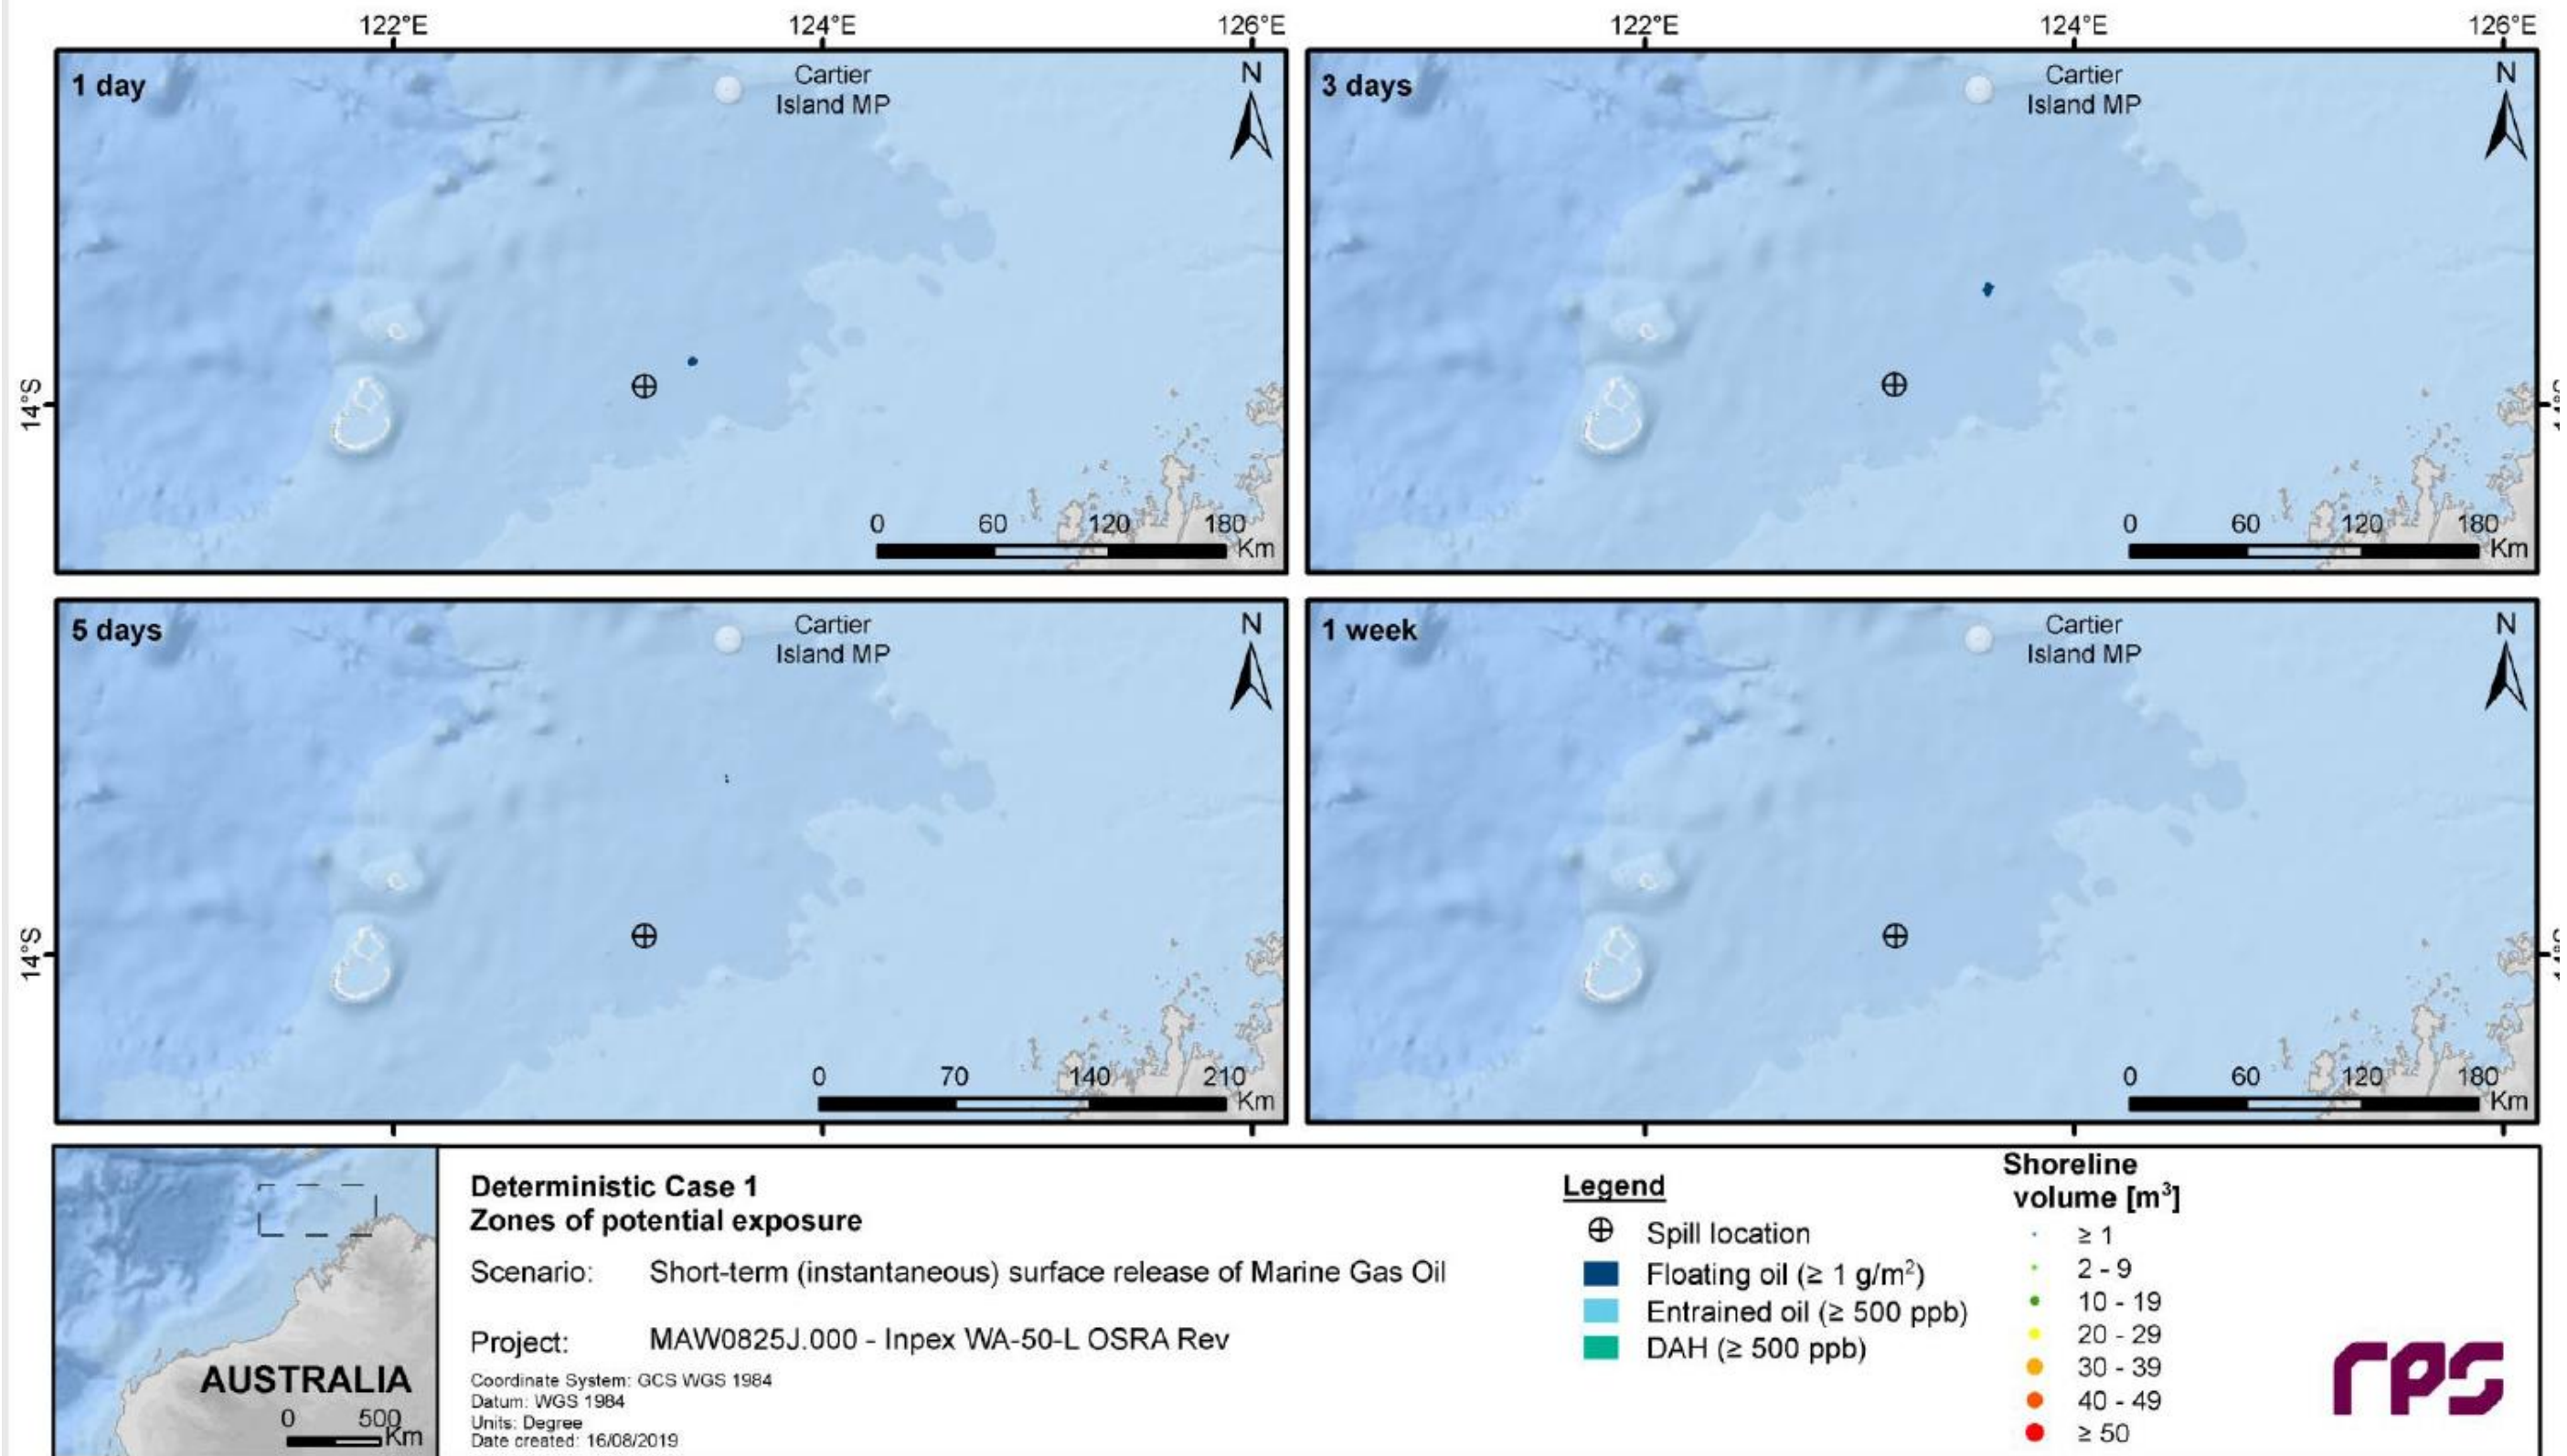 122°E 124°E 126°E 122°E 124°E 126°E
1 day
Cartier
Island MP
N
14°S
0 60 120 180
Km
3 days
Cartier
Island MP
N
0 60 120 180
Km
5 days
Cartier
Island MP
N
14°S
0 70 140 210
Km
1 week
Cartier
Island MP
N
0 60 120 180
Km
AUSTRALIA
0 500
Km
Deterministic Case 1
Zones of potential exposure
Scenario: Short-term (instantaneous) surface release of Marine Gas Oil
Project: MAW0825J.000 - Inpex WA-50-L OSRA Rev
Coordinate System: GCS WGS 1984
Datum: WGS 1984
Units: Degree
Date created: 16/08/2019
Legend
Spill location
Floating oil (≥ 1 g/m²)
Entrained oil (≥ 500 ppb)
DAH (≥ 500 ppb)
Shoreline
volume [m³]
≥ 1
2 - 9
10 - 19
20 - 29
30 - 39
40 - 49
≥ 50
rps